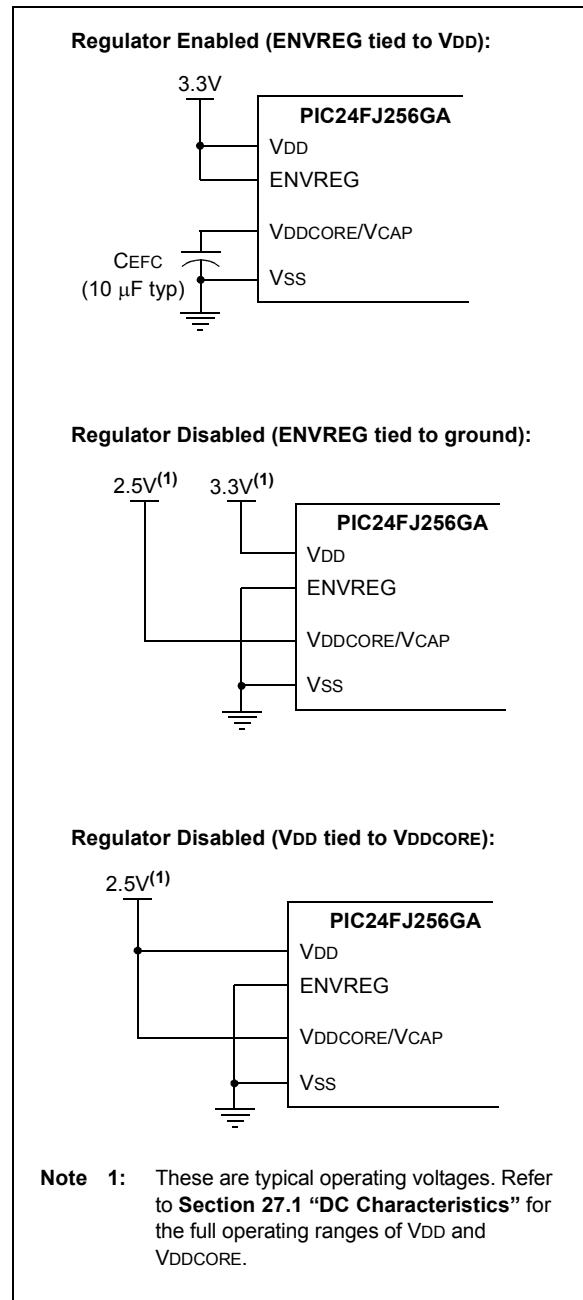 Regulator Enabled (ENVREG tied to VDD):
3.3V
PIC24FJ256GA
VDD
ENVREG
VDDCORE/VCAP
CEFC
(10 μF typ)
VSS
Regulator Disabled (ENVREG tied to ground):
2.5V(1) 3.3V(1)
PIC24FJ256GA
VDD
ENVREG
VDDCORE/VCAP
VSS
Regulator Disabled (VDD tied to VDDCORE):
2.5V(1)
PIC24FJ256GA
VDD
ENVREG
VDDCORE/VCAP
VSS
Note 1: These are typical operating voltages. Refer
to Section 27.1 “DC Characteristics” for
the full operating ranges of VDD and
VDDCORE.